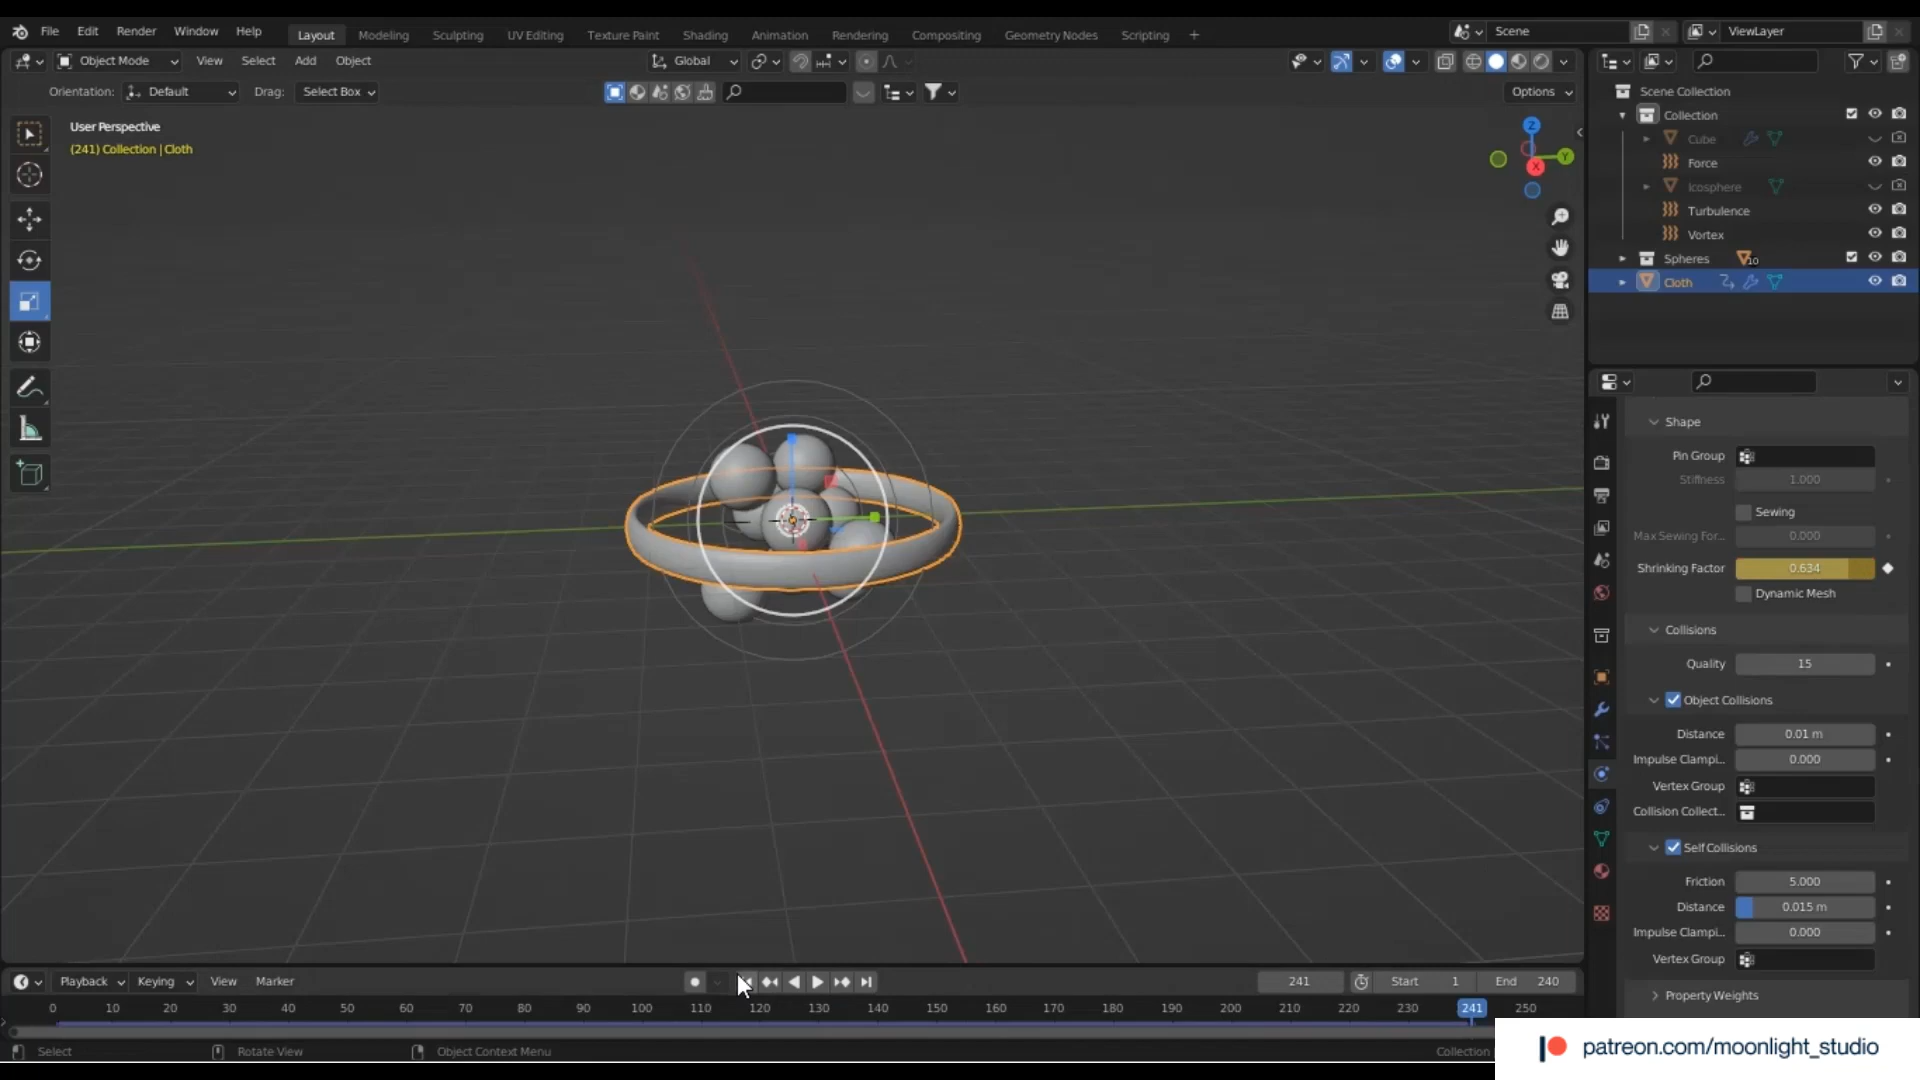 File Edit Render Window Help Layout Modeling Sculpting UV Editing Texture Paint Shading Animation Rendering Compositing Geometry Nodes Scripting + Scene ViewLayer
Object Mode View Select Add Object Global
Orientation: Default Drag: Select Box Options
User Perspective
(241) Collection | Cloth
Z
Y
X
Scene Collection
Collection
Cube
Force
Icosphere
Turbulence
Vortex
Spheres 10
Cloth
Shape
Pin Group
Stiffness 1.000
Sewing
Max Sewing For... 0.000
Shrinking Factor 0.634
Dynamic Mesh
Collisions
Quality 15
Object Collisions
Distance 0.01 m
Impulse Clampi... 0.000
Vertex Group
Collision Collect...
Self Collisions
Friction 5.000
Distance 0.015 m
Impulse Clampi... 0.000
Vertex Group
Property Weights
Playback Keying View Marker 241 Start 1 End 240
0 10 20 30 40 50 60 70 80 90 100 110 120 130 140 150 160 170 180 190 200 210 220 230 241 250
Select Rotate View Object Context Menu Collection
patreon.com/moonlight_studio